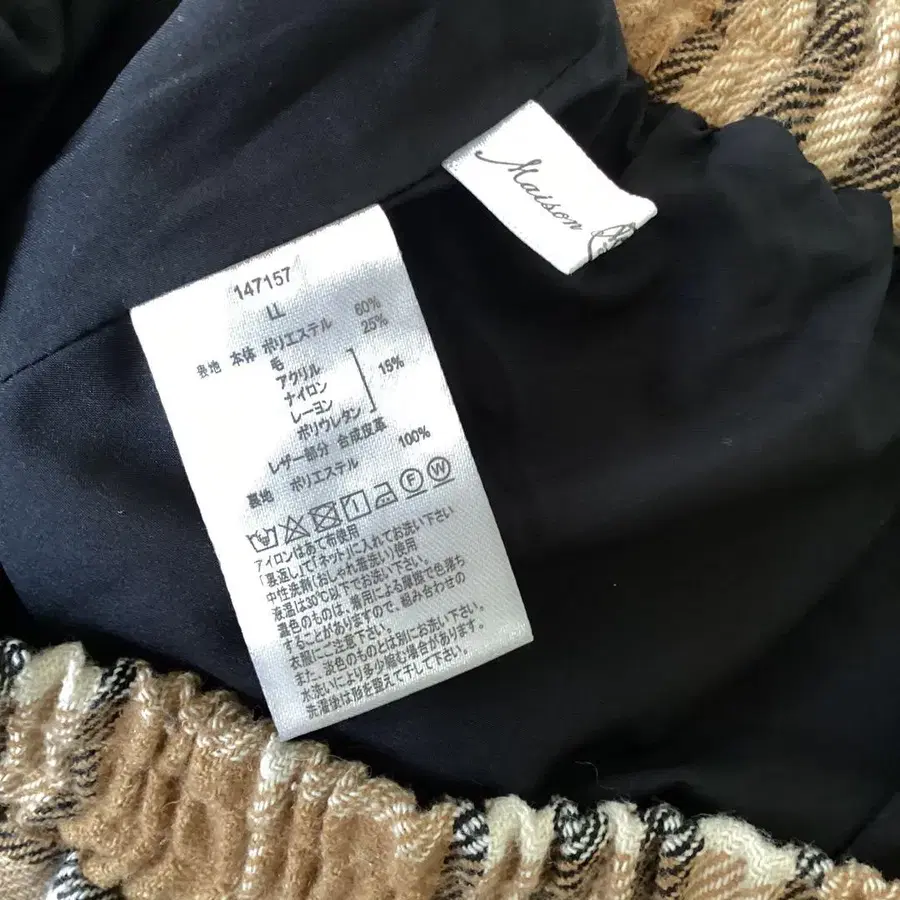 Maison
147157
LL
表地 本体 ポリエステル 60%
毛 25%
アクリル
ナイロン 15%
レーヨン
ポリウレタン
レザー部分 合成皮革
裏地 ポリエステル 100%
F W
アイロンはあて布使用
「裏返して」「ネット」に入れてお洗い下さい
中性洗剤(おしゃれ着洗い)使用
液温は30℃以下でお洗い下さい。
濃色のものは、着用による摩擦で色落ち
することがありますので、組み合わせの
衣服にご注意下さい。
また、淡色のものとは別にお洗い下さい。
水洗いにより多少縮む場合があります。
洗濯後は形を整えて干して下さい。